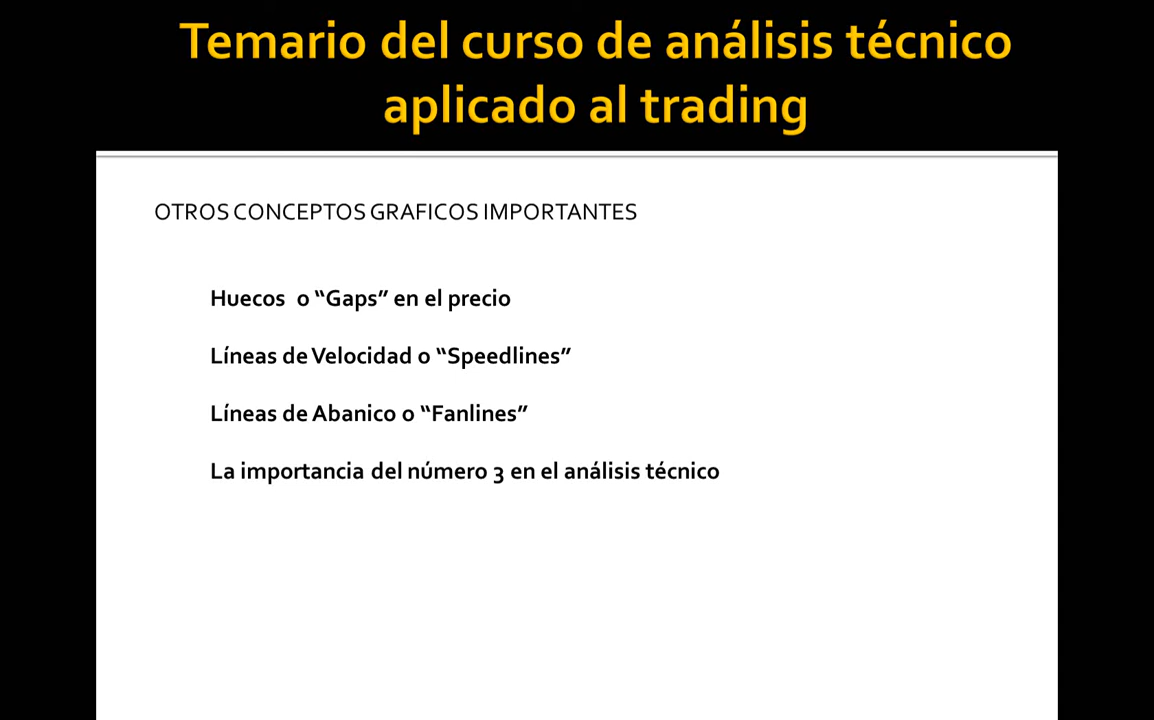 Temario del curso de análisis técnico
aplicado al trading
OTROS CONCEPTOS GRAFICOS IMPORTANTES
Huecos o “Gaps” en el precio
Líneas de Velocidad o “Speedlines”
Líneas de Abanico o “Fanlines”
La importancia del número 3 en el análisis técnico